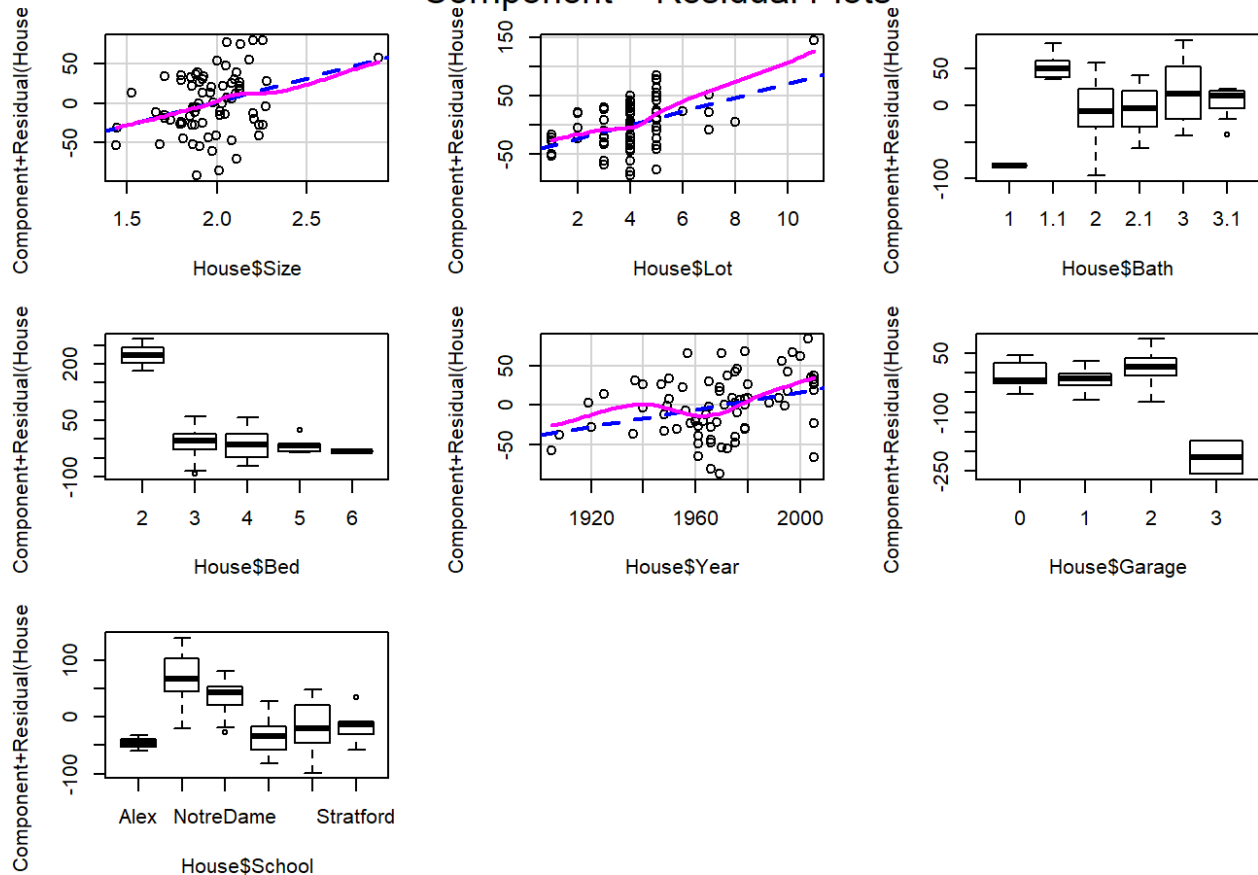 Component + Residual Plots
Component+Residual(House
50
0
-50
1.5 2.0 2.5
House$Size
Component+Residual(House
150
50
-50
2 4 6 8 10
House$Lot
Component+Residual(House
50
0
-100
1 1.1 2 2.1 3 3.1
House$Bath
Component+Residual(House
200
50
-100
2 3 4 5 6
House$Bed
Component+Residual(House
50
0
-50
1920 1960 2000
House$Year
Component+Residual(House
50
-100
-250
0 1 2 3
House$Garage
Component+Residual(House
100
0
-100
Alex NotreDame Stratford
House$School